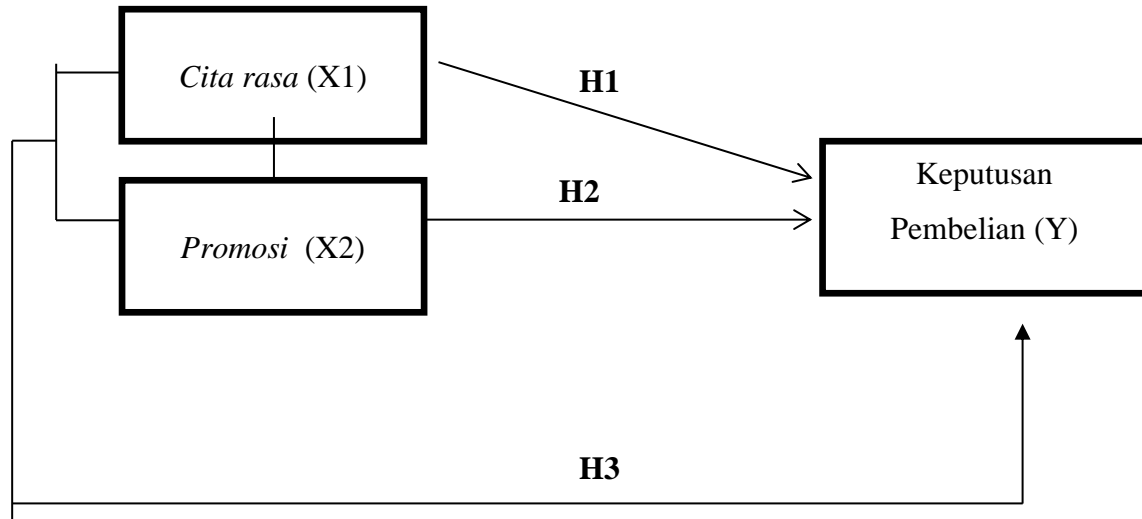 Cita rasa (X1)
H1
Keputusan
Pembelian (Y)
H2
Promosi (X2)
H3